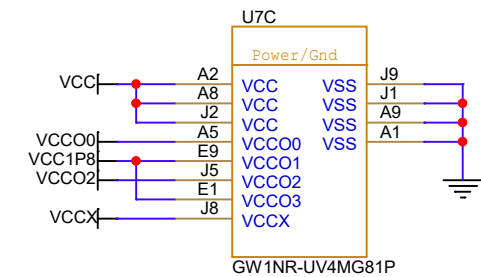 U7C
Power/Gnd
VCC A2 VCC VSS J9
A8 VCC VSS J1
J2 VCC VSS A9
VCCO0 A5 VCCO0 VSS A1
VCC1P8 E9 VCCO1
VCCO2 J5 VCCO2
E1 VCCO3
VCCX J8 VCCX
GW1NR-UV4MG81P